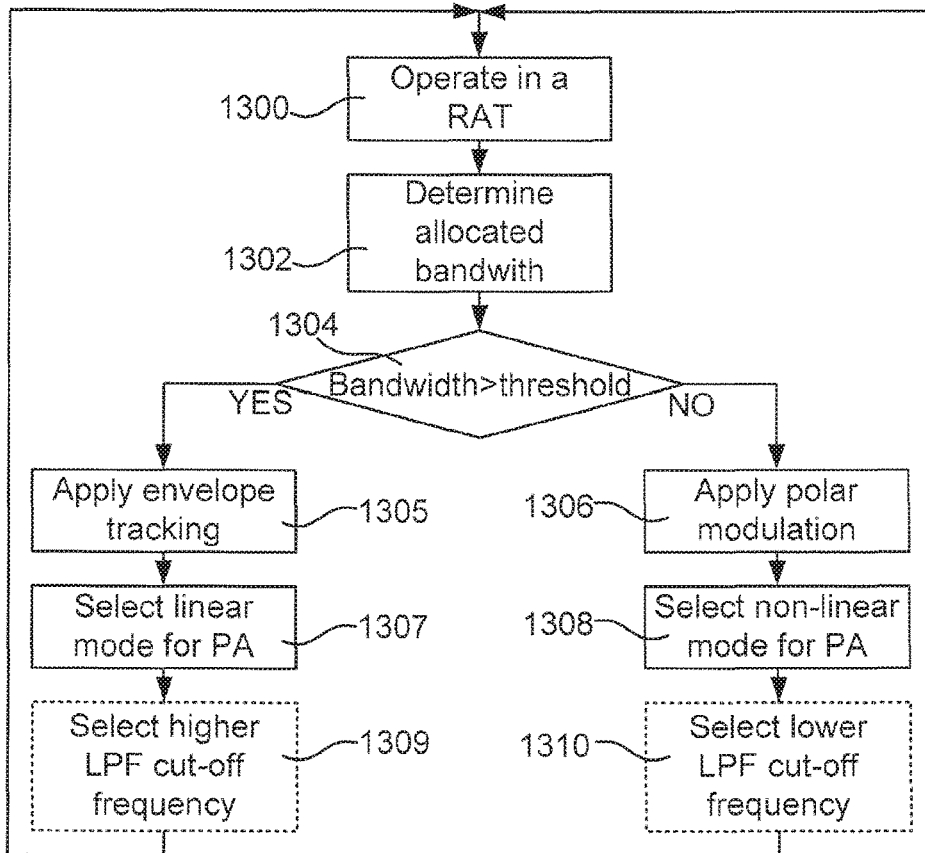 1300
Operate in a
RAT
1302
Determine
allocated
bandwith
1304
Bandwidth>threshold
YES
NO
Apply envelope
tracking
1305
1306
Apply polar
modulation
Select linear
mode for PA
1307
1308
Select non-linear
mode for PA
Select higher
LPF cut-off
frequency
1309
1310
Select lower
LPF cut-off
frequency